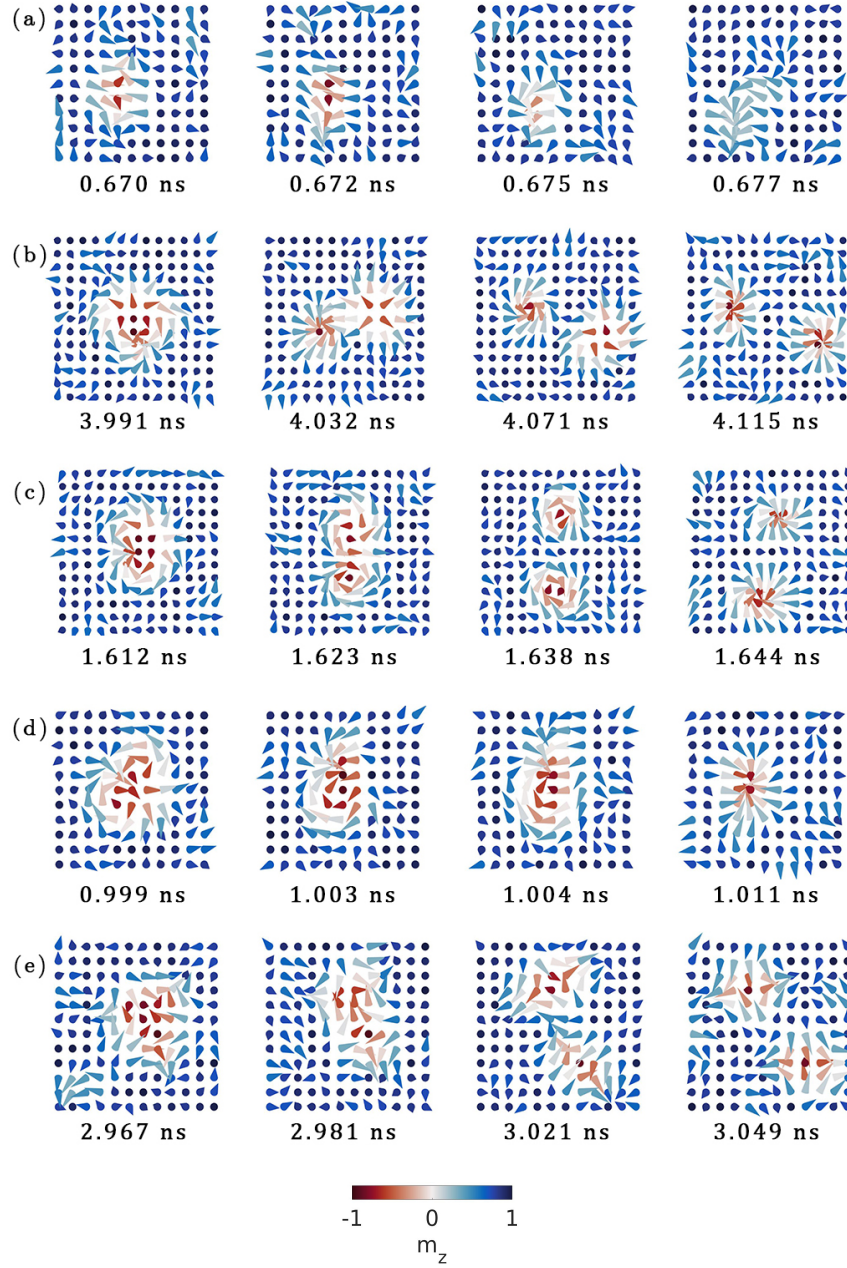 (a)
0.670 ns 0.672 ns 0.675 ns 0.677 ns
(b)
3.991 ns 4.032 ns 4.071 ns 4.115 ns
(c)
1.612 ns 1.623 ns 1.638 ns 1.644 ns
(d)
0.999 ns 1.003 ns 1.004 ns 1.011 ns
(e)
2.967 ns 2.981 ns 3.021 ns 3.049 ns
-1 0 1
m_z